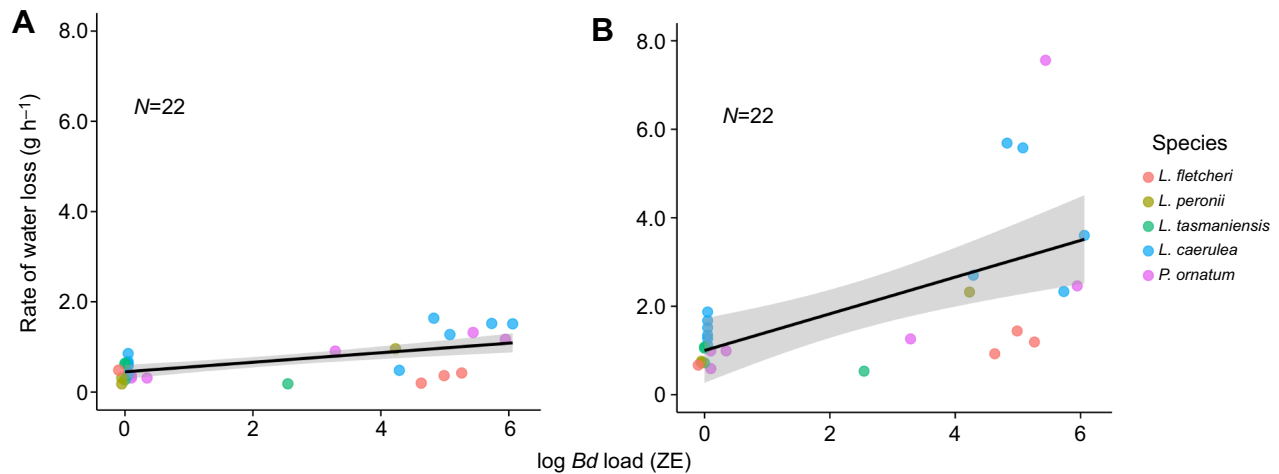 A
B
Rate of water loss (g h⁻¹)
8.0
6.0
4.0
2.0
0
N=22
0
2
4
6
8.0
6.0
4.0
2.0
0
N=22
0
2
4
6
log Bd load (ZE)
Species
L. fletcheri
L. peronii
L. tasmaniensis
L. caerulea
P. ornatum